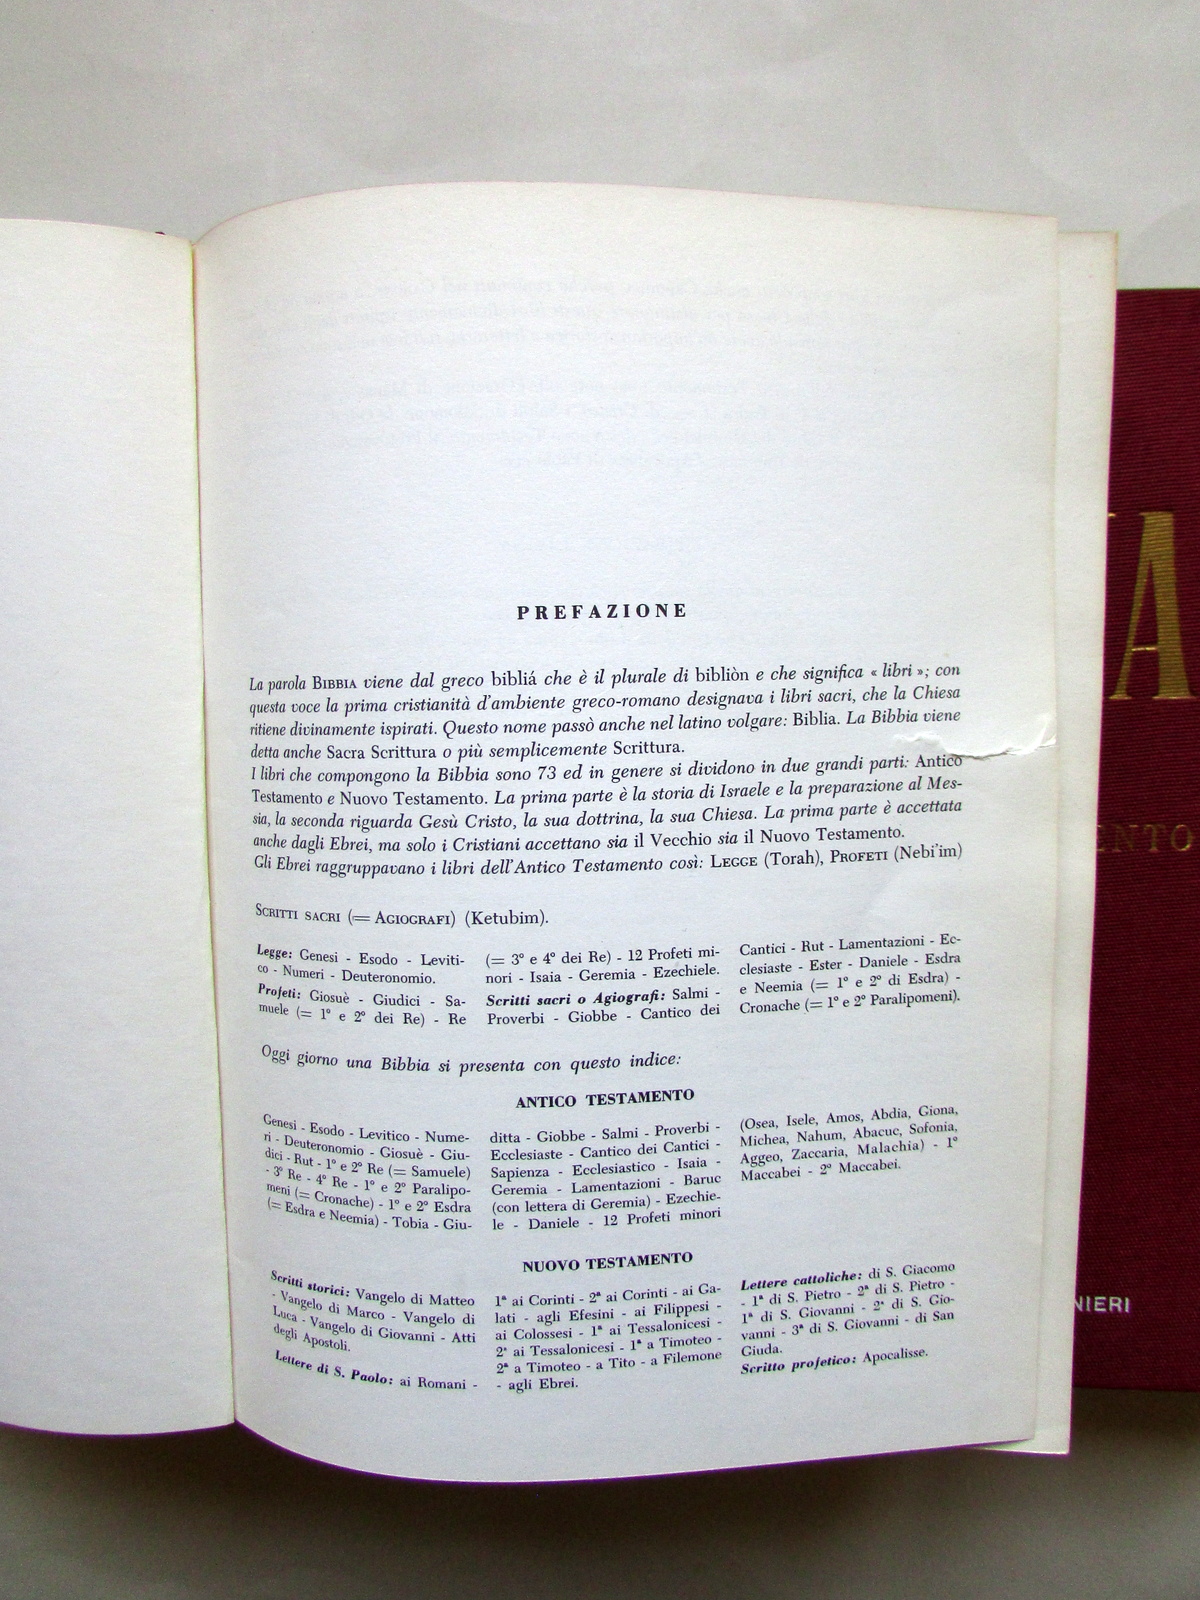 PREFAZIONE
La parola BIBBIA viene dal greco bibliá che è il plurale di bibliòn e che significa « libri »; con
questa voce la prima cristianità d'ambiente greco-romano designava i libri sacri, che la Chiesa
ritiene divinamente ispirati. Questo nome passò anche nel latino volgare: Biblia. La Bibbia viene
detta anche Sacra Scrittura o più semplicemente Scrittura.
I libri che compongono la Bibbia sono 73 ed in genere si dividono in due grandi parti: Antico
Testamento e Nuovo Testamento. La prima parte è la storia di Israele e la preparazione al Mes-
sia, la seconda riguarda Gesù Cristo, la sua dottrina, la sua Chiesa. La prima parte è accettata
anche dagli Ebrei, ma solo i Cristiani accettano sia il Vecchio sia il Nuovo Testamento.
Gli Ebrei raggruppavano i libri dell'Antico Testamento così: LEGGE (Torah), PROFETI (Nebi'im)
SCRITTI SACRI (= AGIOGRAFI) (Ketubim).
Legge: Genesi - Esodo - Leviti-
co - Numeri - Deuteronomio.
Profeti: Giosuè - Giudici - Sa-
muele (= 1° e 2° dei Re) - Re
(= 3° e 4° dei Re) - 12 Profeti mi-
nori - Isaia - Geremia - Ezechiele.
Scritti sacri o Agiografi: Salmi -
Proverbi - Giobbe - Cantico dei
Cantici - Rut - Lamentazioni - Ec-
clesiaste - Ester - Daniele - Esdra
e Neemia (= 1° e 2° di Esdra) -
Cronache (= 1° e 2° Paralipomeni).
Oggi giorno una Bibbia si presenta con questo indice:
ANTICO TESTAMENTO
Genesi - Esodo - Levitico - Nume-
ri - Deuteronomio - Giosuè - Giu-
dici - Rut - 1° e 2° Re (= Samuele)
- 3° Re - 4° Re - 1° e 2° Paralipo-
meni (= Cronache) - 1° e 2° Esdra
(= Esdra e Neemia) - Tobia - Giu-
ditta - Giobbe - Salmi - Proverbi -
Ecclesiaste - Cantico dei Cantici -
Sapienza - Ecclesiastico - Isaia -
Geremia - Lamentazioni - Baruc
(con lettera di Geremia) - Ezechie-
le - Daniele - 12 Profeti minori
(Osea, Isele, Amos, Abdia, Giona,
Michea, Nahum, Abacuc, Sofonia,
Aggeo, Zaccaria, Malachia) - 1°
Maccabei - 2° Maccabei.
NUOVO TESTAMENTO
Scritti storici: Vangelo di Matteo
- Vangelo di Marco - Vangelo di
Luca - Vangelo di Giovanni - Atti
degli Apostoli.
Lettere di S. Paolo: ai Romani -
1ª ai Corinti - 2ª ai Corinti - ai Ga-
lati - agli Efesini - ai Filippesi -
ai Colossesi - 1ª ai Tessalonicesi -
2ª ai Tessalonicesi - 1ª a Timoteo -
2ª a Timoteo - a Tito - a Filemone
- agli Ebrei.
Lettere cattoliche: di S. Giacomo
- 1ª di S. Pietro - 2ª di S. Pietro -
1ª di S. Giovanni - 2ª di S. Gio-
vanni - 3ª di S. Giovanni - di San
Giuda.
Scritto profetico: Apocalisse.
A
ENTO
NIERI